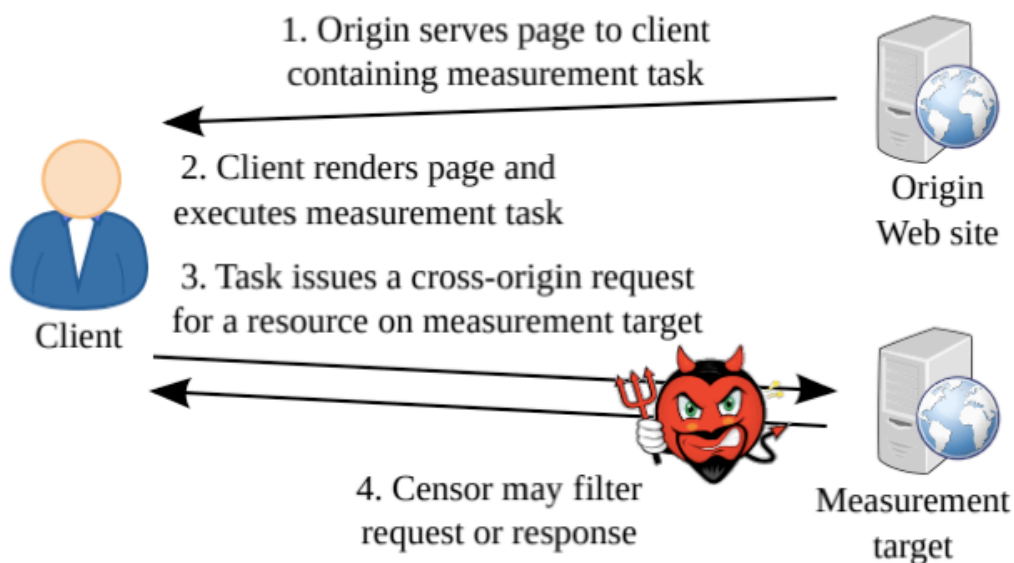 1. Origin serves page to client
containing measurement task
2. Client renders page and
executes measurement task
Origin
Web site
3. Task issues a cross-origin request
for a resource on measurement target
Client
4. Censor may filter
request or response
Measurement
target